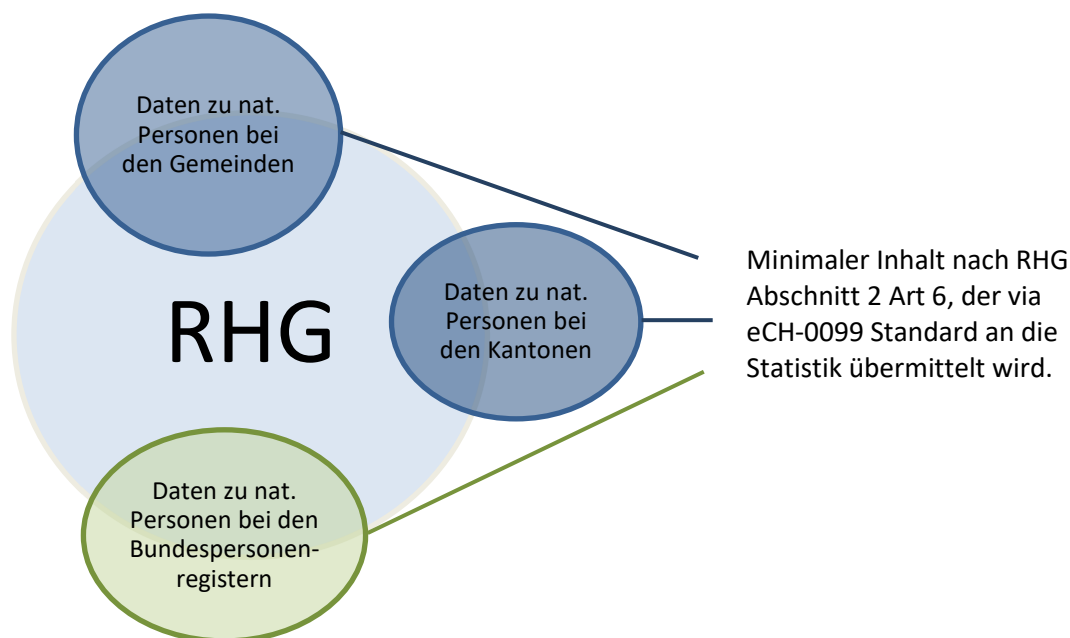 Daten zu nat.
Personen bei
den Gemeinden
RHG
Daten zu nat.
Personen bei
den Kantonen
Minimaler Inhalt nach RHG
Abschnitt 2 Art 6, der via
eCH-0099 Standard an die
Statistik übermittelt wird.
Daten zu nat.
Personen bei den
Bundespersonen-
registern